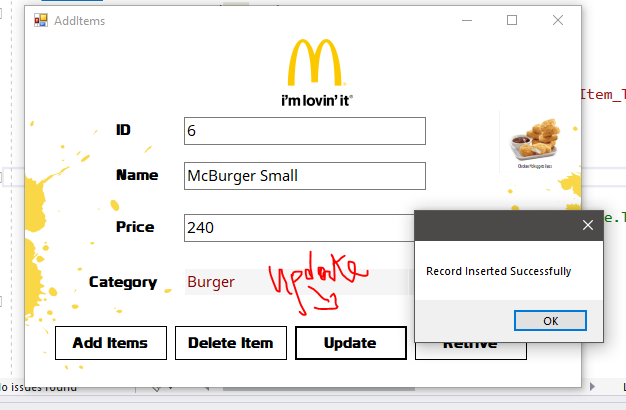 AddItems
i'm lovin' it®
Item_T
ID
6
Name
McBurger Small
Price
240
e.T
Record Inserted Successfully
OK
Category
Burger
update
Add Items
Delete Item
Update
Retrive
o issues found